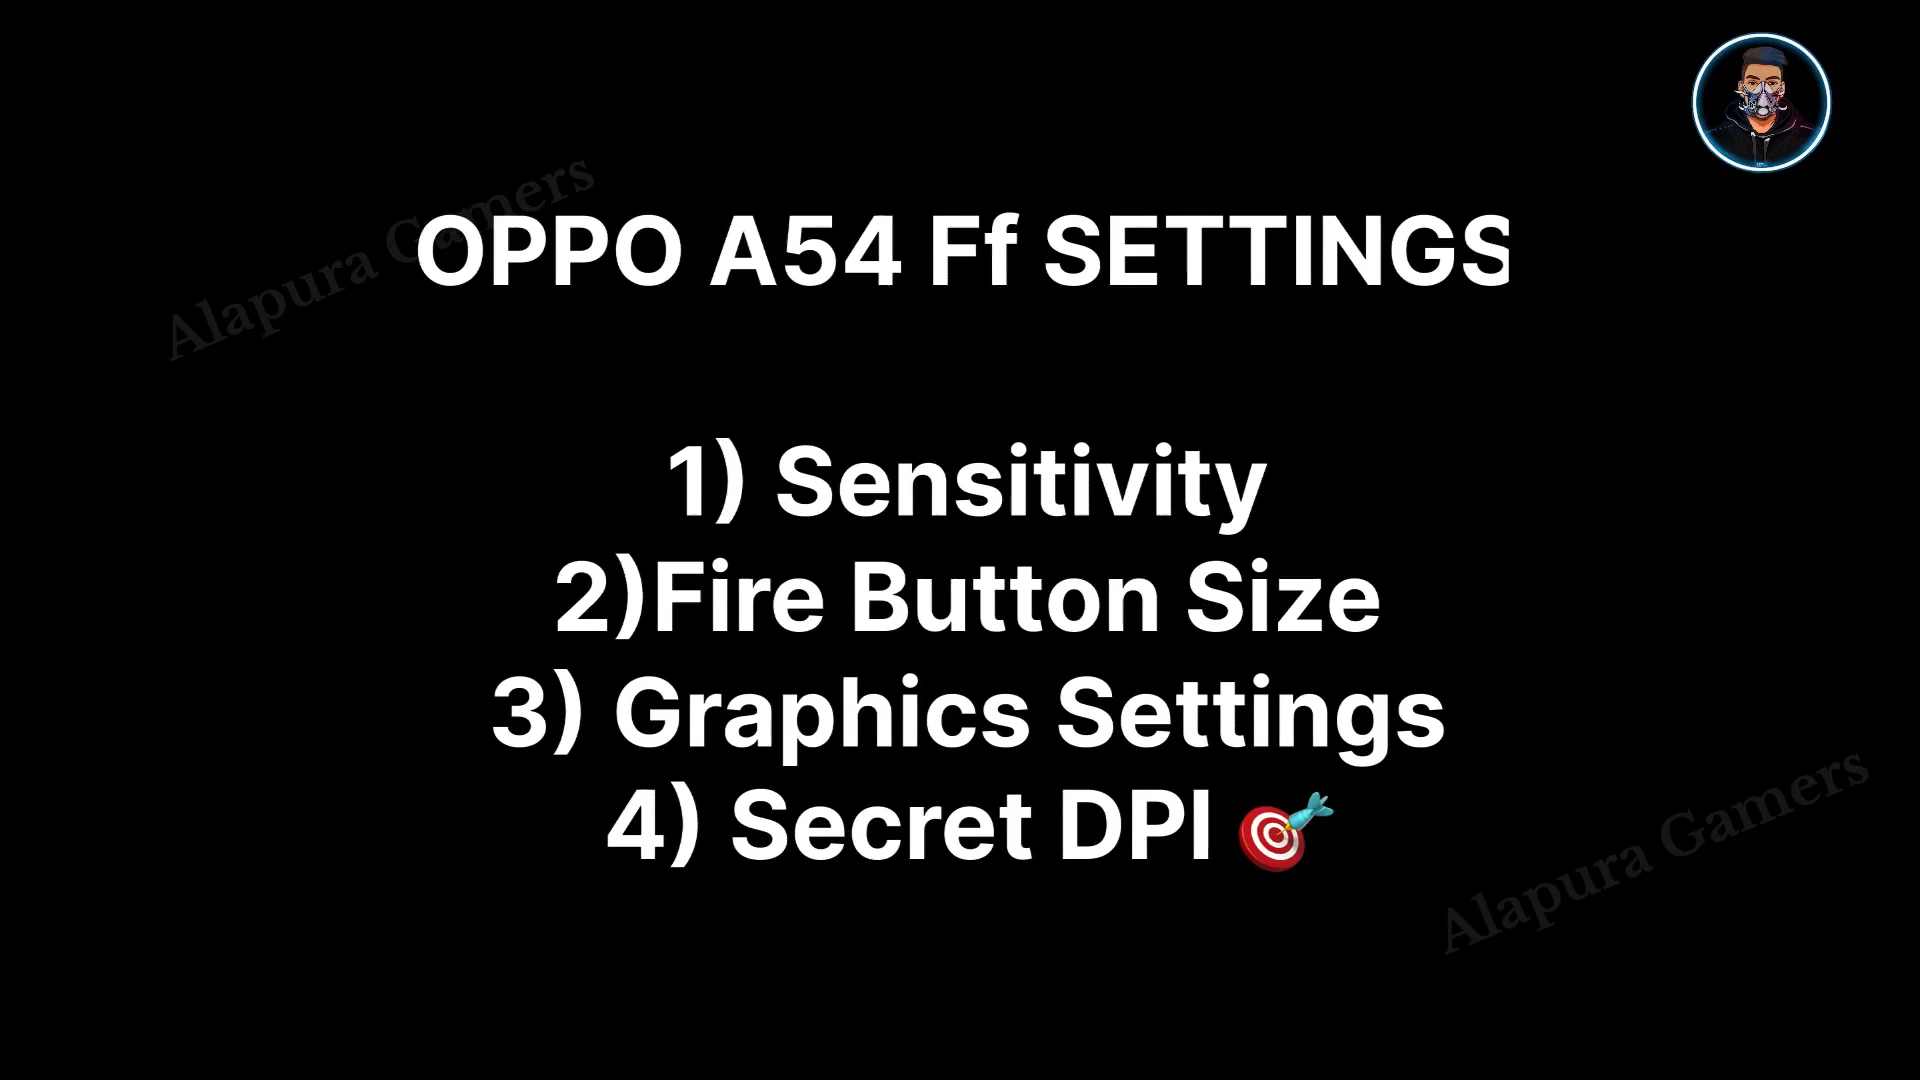 Alapura Gamers
OPPO A54 Ff SETTINGS
1) Sensitivity
2)Fire Button Size
3) Graphics Settings
4) Secret DPI 🎯
Alapura Gamers